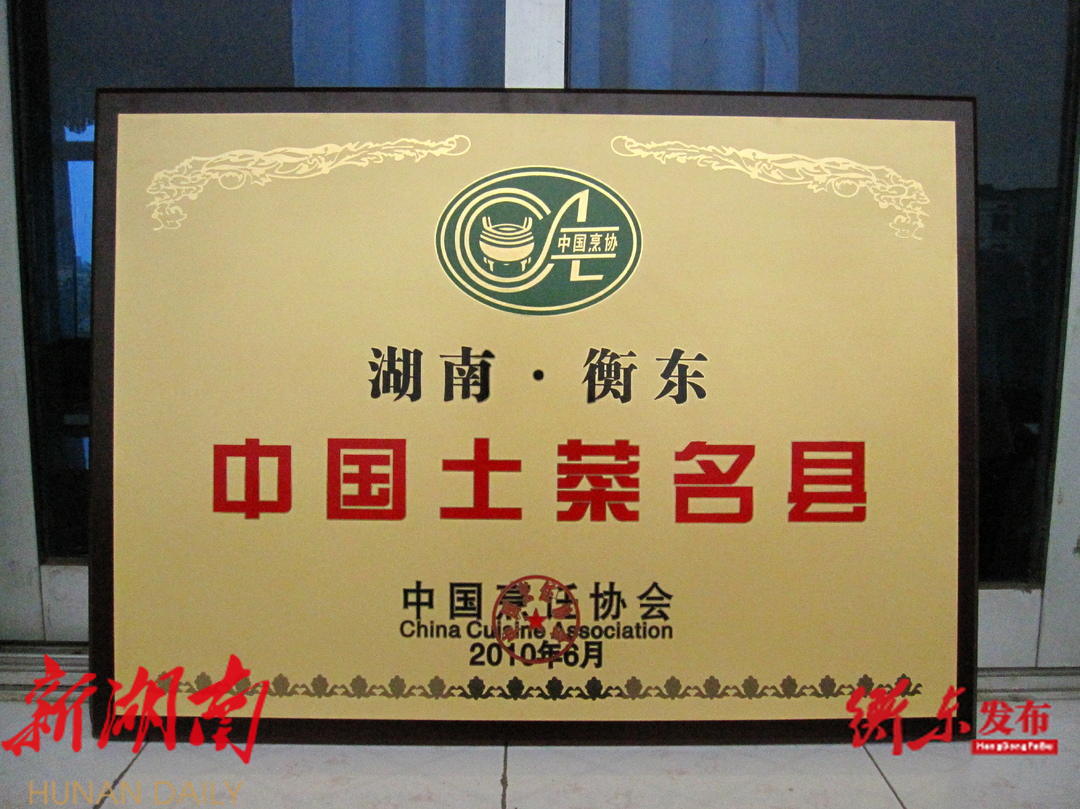 中国烹协
湖南·衡东
中国土菜名县
中国烹饪协会
China Cuisine Association
2010年6月
新湖南
HUNAN DAILY
衡东发布
HengDongFaBu